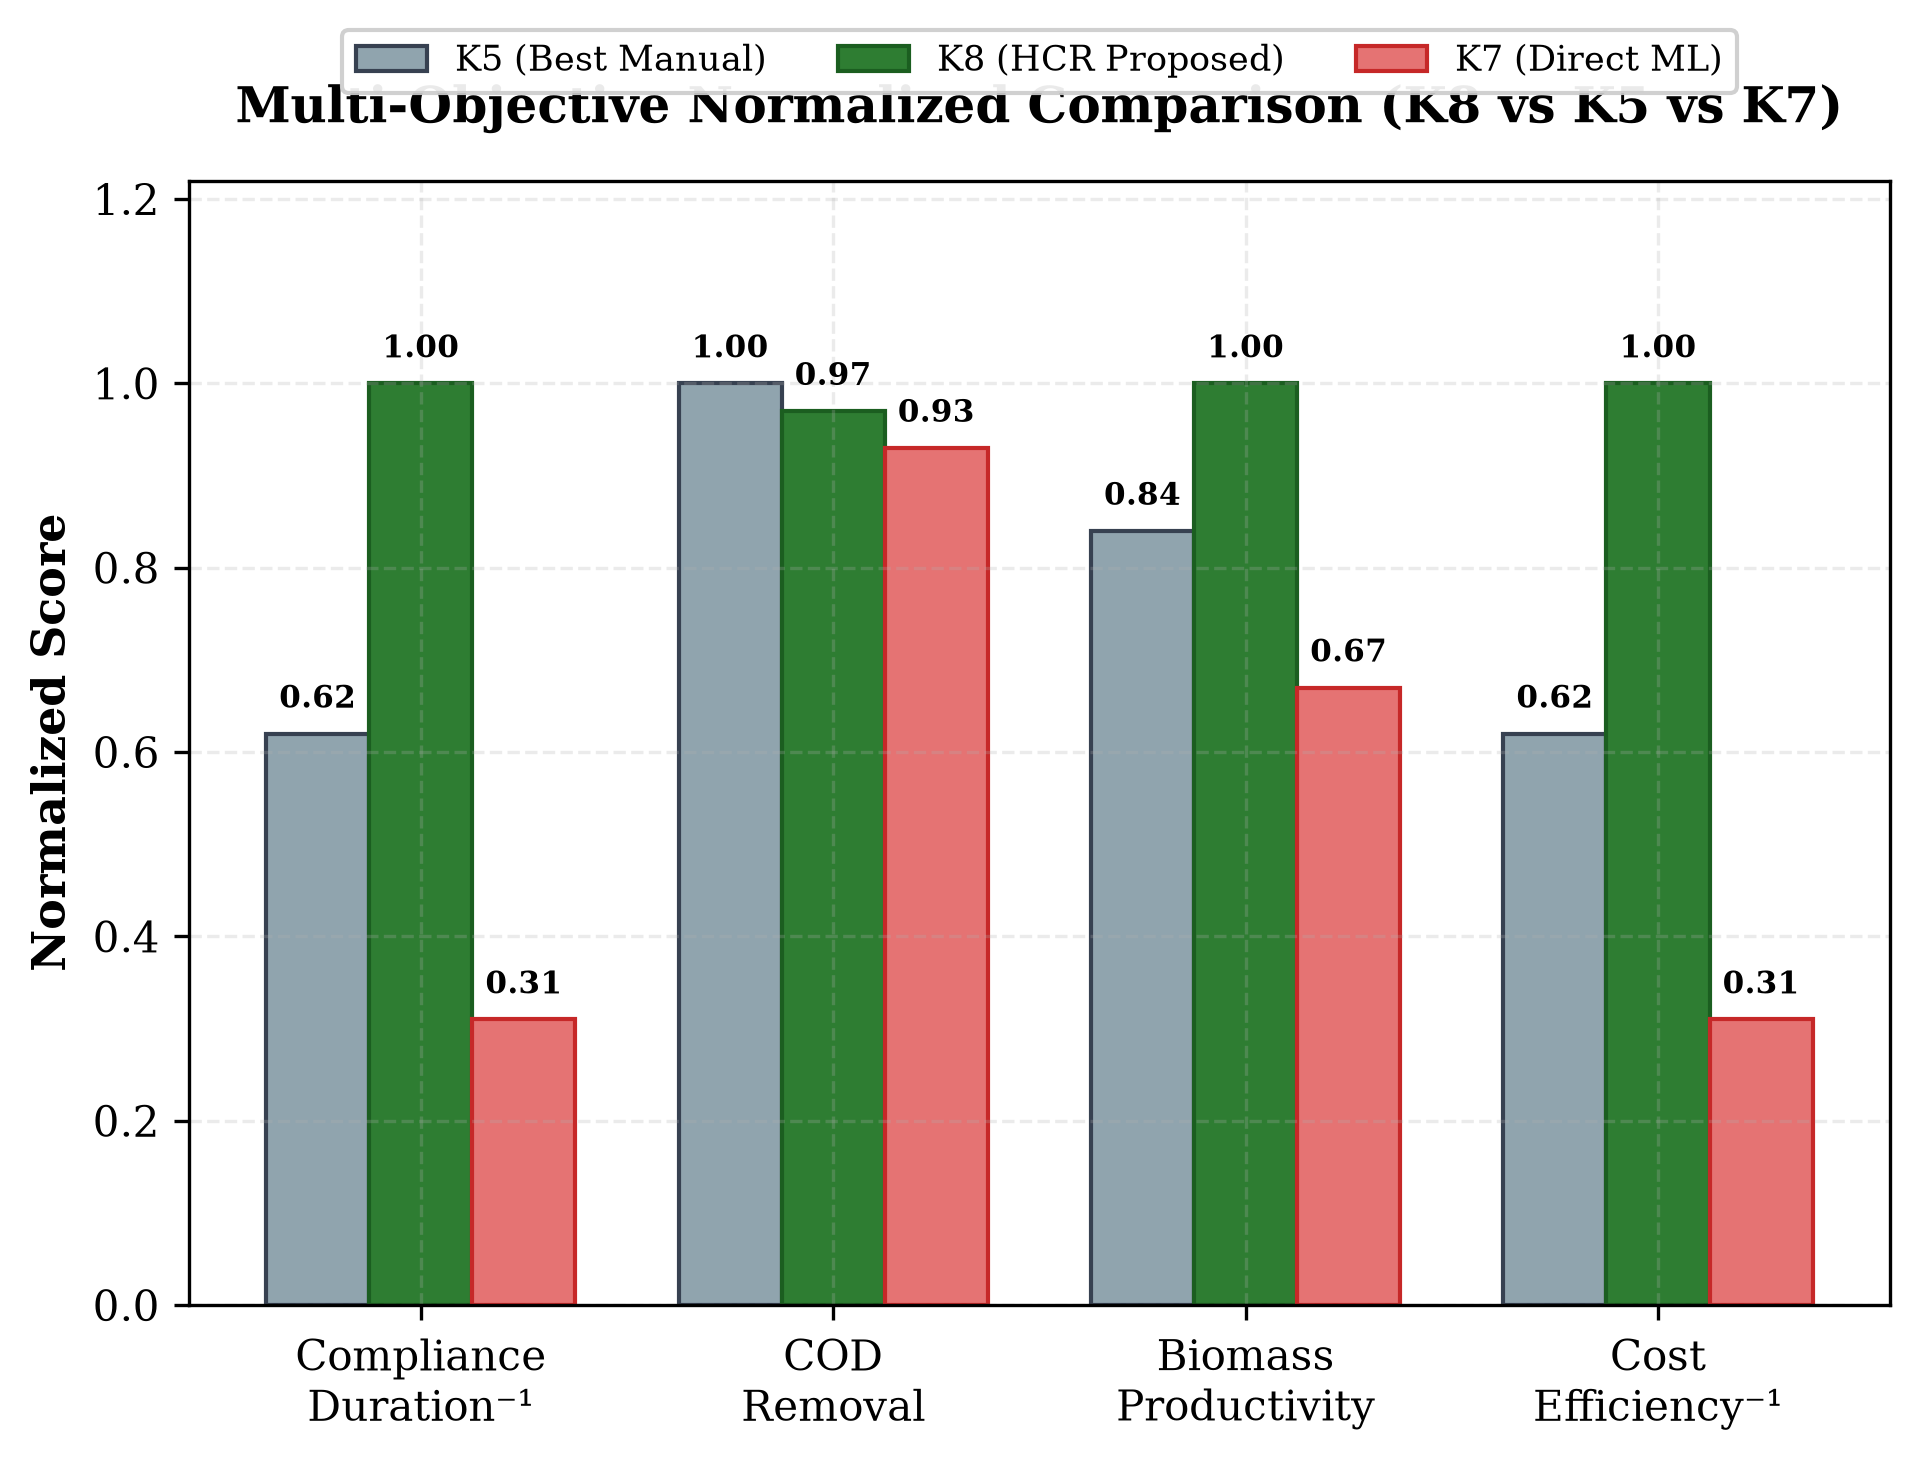 K5 (Best Manual) K8 (HCR Proposed) K7 (Direct ML)
Multi-Objective Normalized Comparison (K8 vs K5 vs K7)
Normalized Score
1.2
1.0
0.8
0.6
0.4
0.2
0.0
0.62
1.00
0.31
1.00
0.97
0.93
0.84
1.00
0.67
0.62
1.00
0.31
Compliance
Duration⁻¹
COD
Removal
Biomass
Productivity
Cost
Efficiency⁻¹